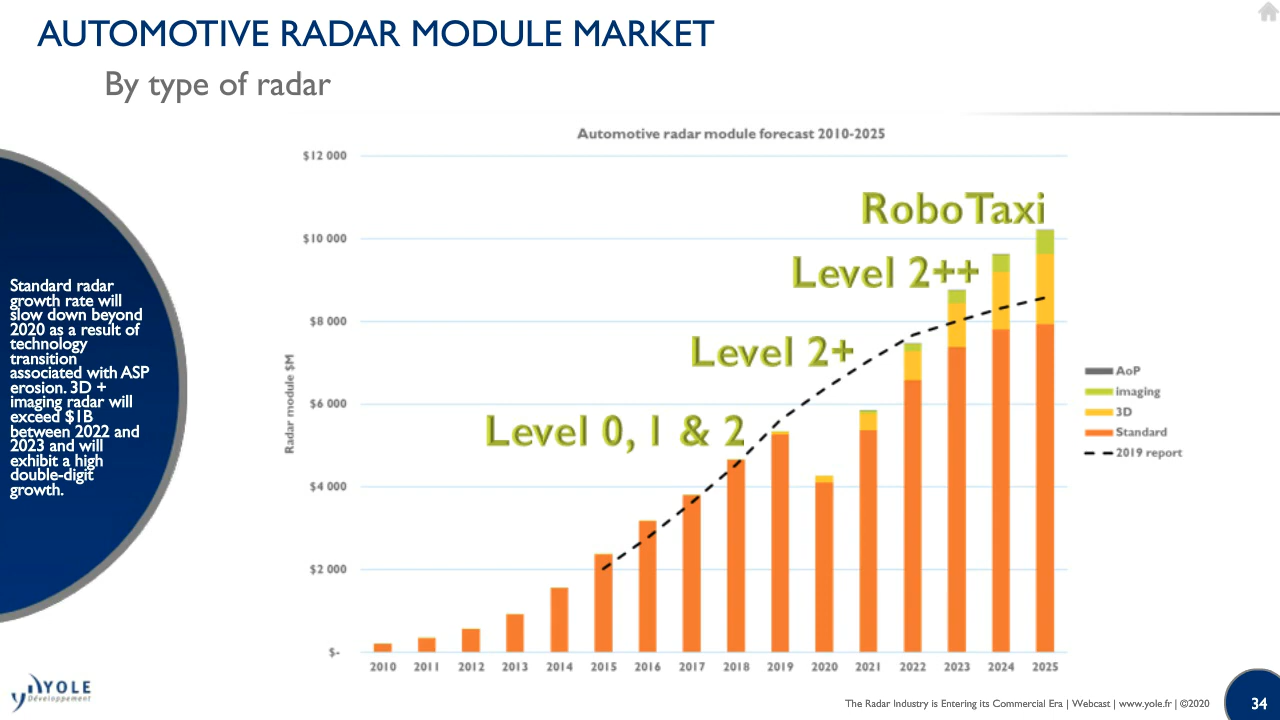 AUTOMOTIVE RADAR MODULE MARKET
By type of radar
Standard radar
growth rate will
slow down beyond
2020 as a result of
technology
transition
associated with ASP
erosion. 3D +
imaging radar will
exceed $1B
between 2022 and
2023 and will
exhibit a high
double-digit
growth.
Automotive radar module forecast 2010-2025
Radar module $M
$12 000
$10 000
$8 000
$6 000
$4 000
$2 000
$-
RoboTaxi
Level 2++
Level 2+
Level 0, 1 & 2
2010 2011 2012 2013 2014 2015 2016 2017 2018 2019 2020 2021 2022 2023 2024 2025
AoP
imaging
3D
Standard
2019 report
YOLE
Développement
The Radar Industry is Entering its Commercial Era | Webcast | www.yole.fr | ©2020
34